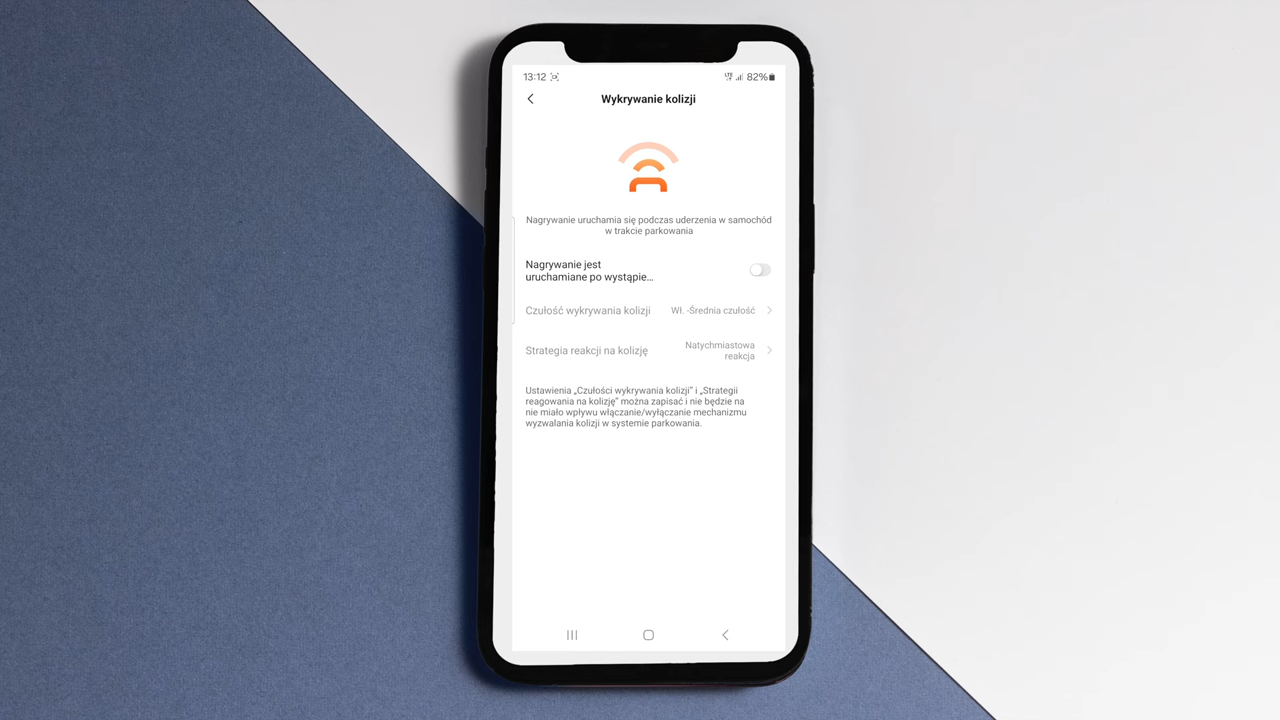 13:12 LTE 82%
Wykrywanie kolizji
Nagrywanie uruchamia się podczas uderzenia w samochód
w trakcie parkowania
Nagrywanie jest
uruchamiane po wystąpie...
Czułość wykrywania kolizji Wł. -Średnia czułość
Strategia reakcji na kolizję Natychmiastowa
reakcja
Ustawienia „Czułości wykrywania kolizji” i „Strategii
reagowania na kolizję” można zapisać i nie będzie na
nie miało wpływu włączanie/wyłączanie mechanizmu
wyzwalania kolizji w systemie parkowania.